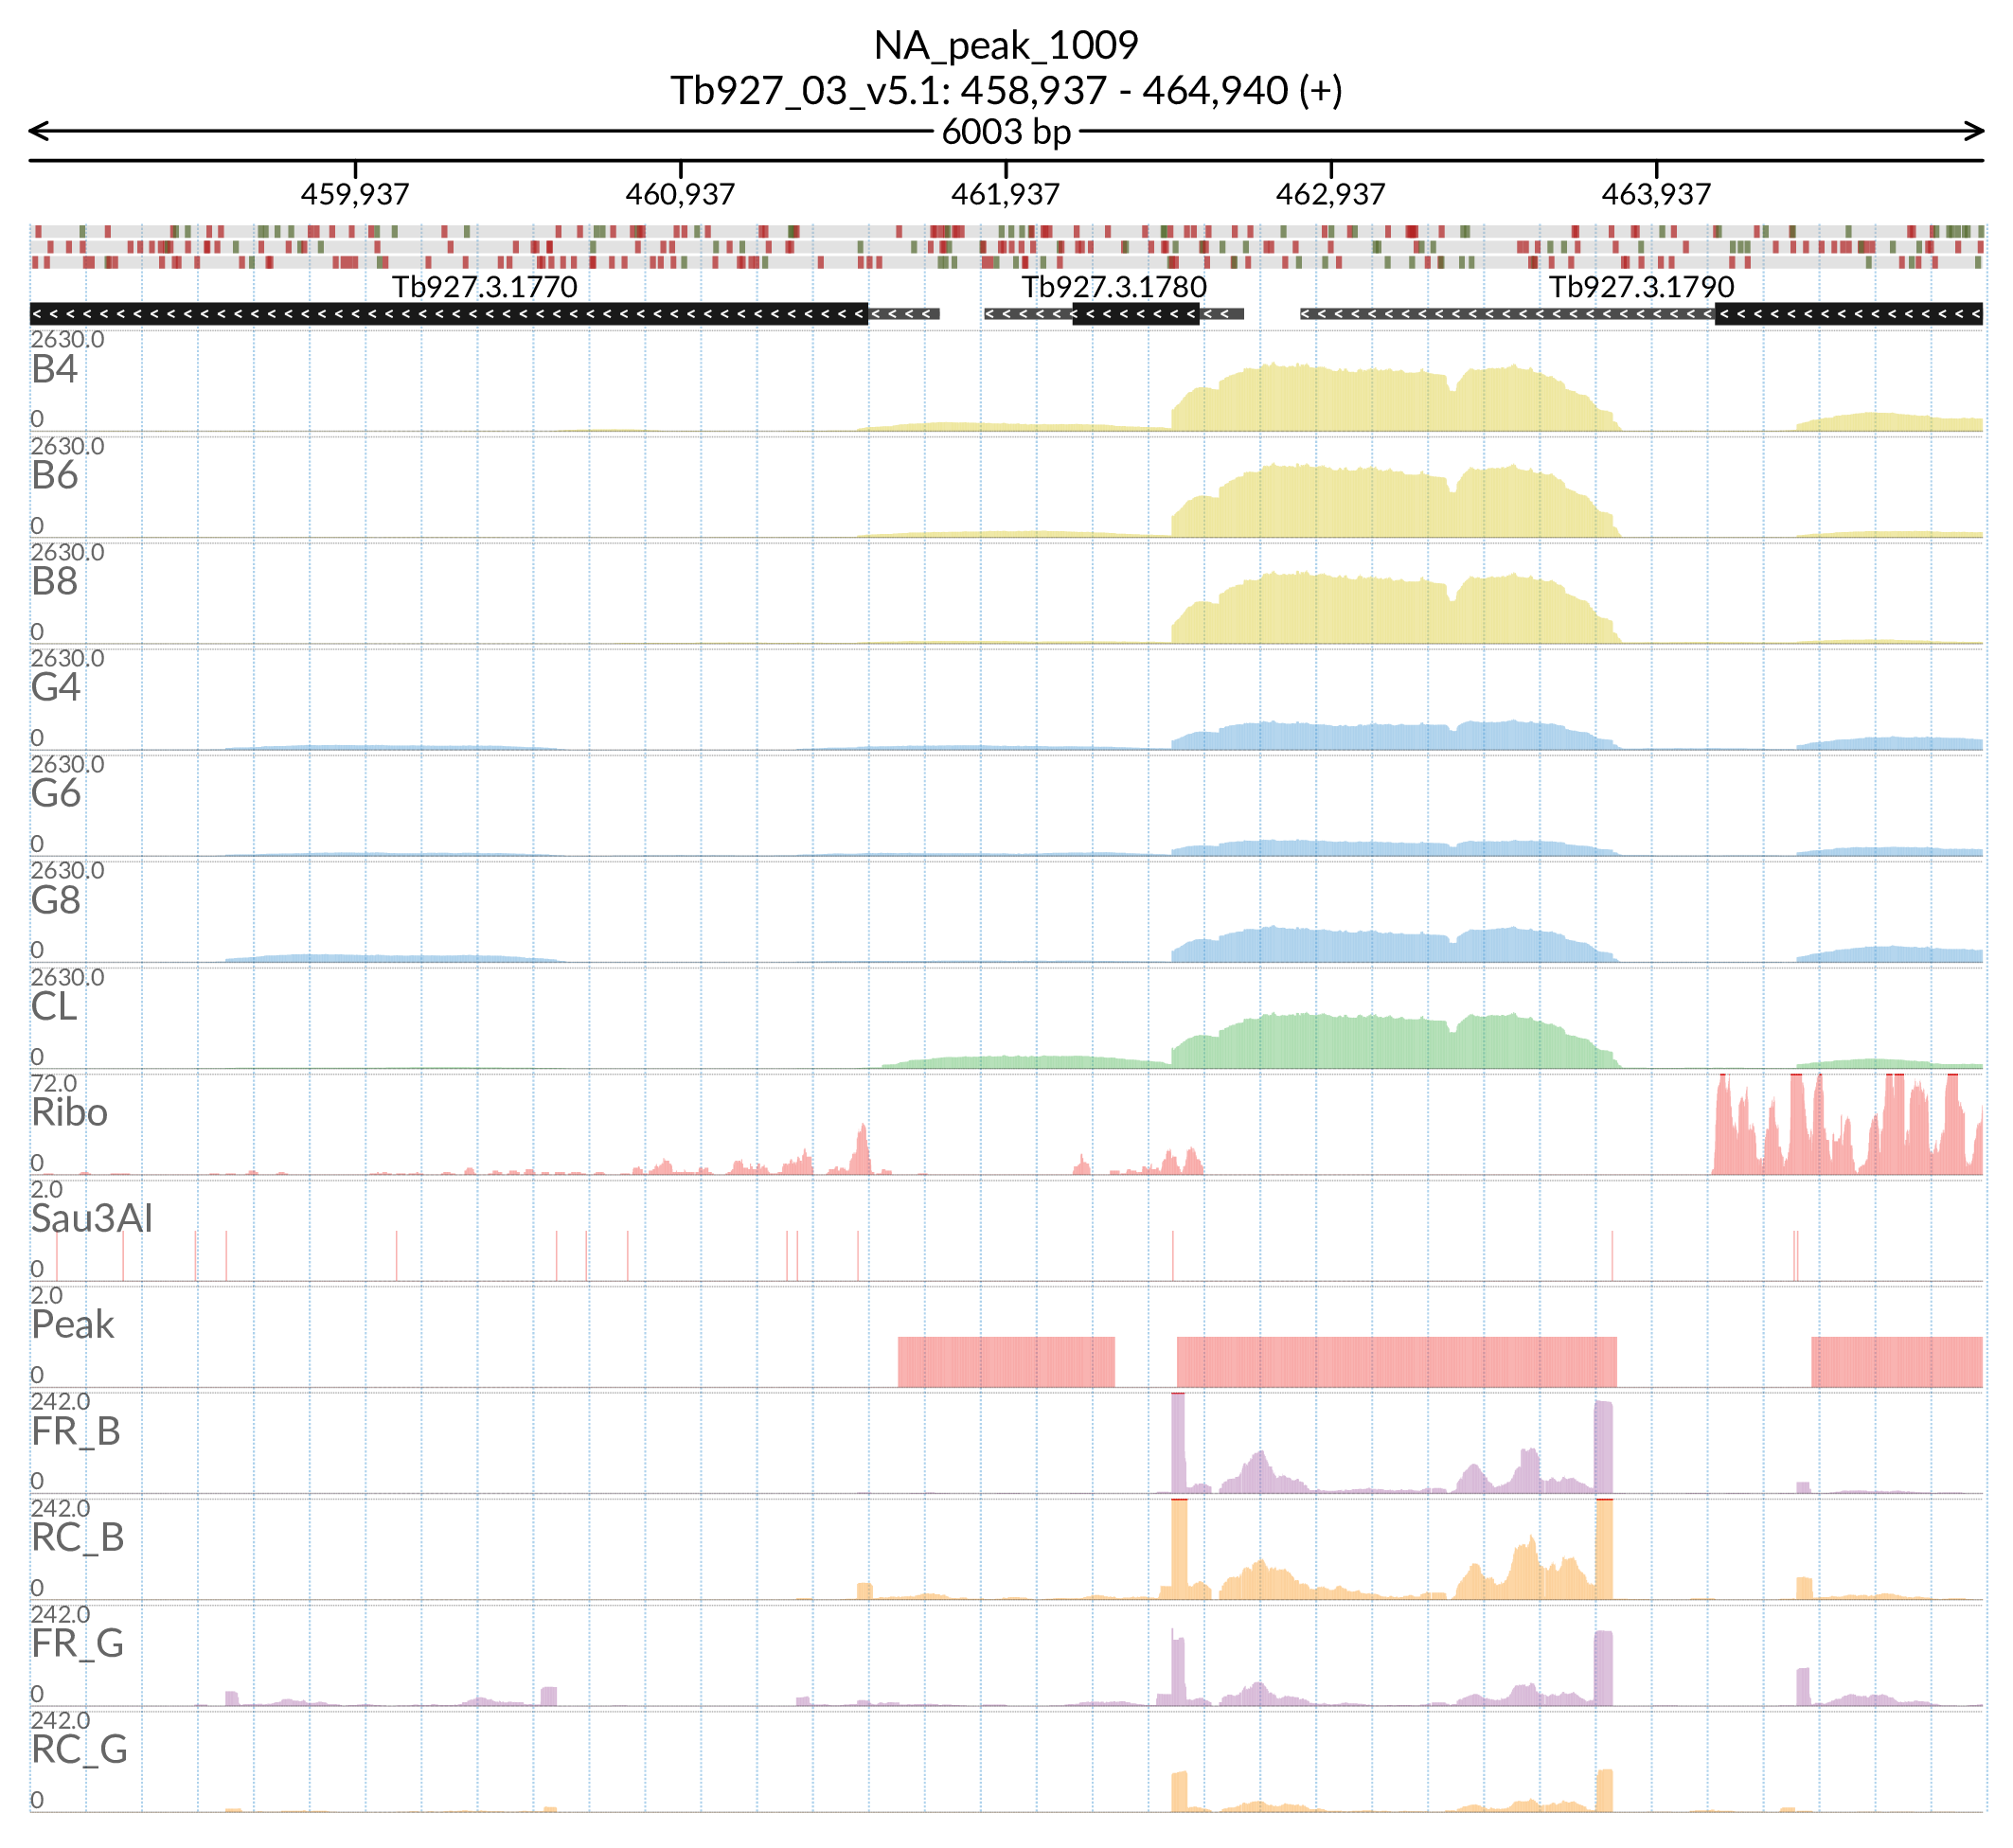 NA_peak_1009
Tb927_03_v5.1: 458,937 - 464,940 (+)
6003 bp
459,937 460,937 461,937 462,937 463,937
Tb927.3.1770 Tb927.3.1780 Tb927.3.1790
2630.0
B4
0
2630.0
B6
0
2630.0
B8
0
2630.0
G4
0
2630.0
G6
0
2630.0
G8
0
2630.0
CL
0
72.0
Ribo
0
2.0
Sau3AI
0
2.0
Peak
0
242.0
FR_B
0
242.0
RC_B
0
242.0
FR_G
0
242.0
RC_G
0